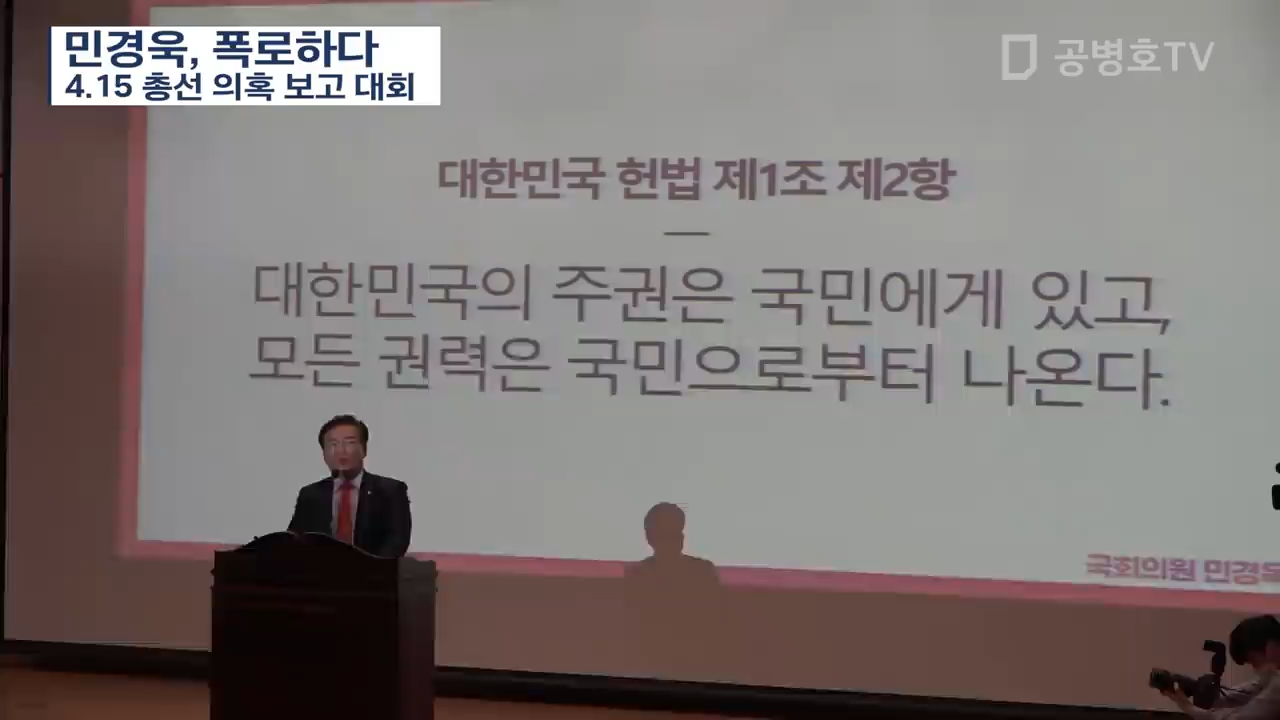 민경욱, 폭로하다
4.15 총선 의혹 보고 대회
공병호TV
대한민국 헌법 제1조 제2항
대한민국의 주권은 국민에게 있고,
모든 권력은 국민으로부터 나온다.
국회의원 민경욱